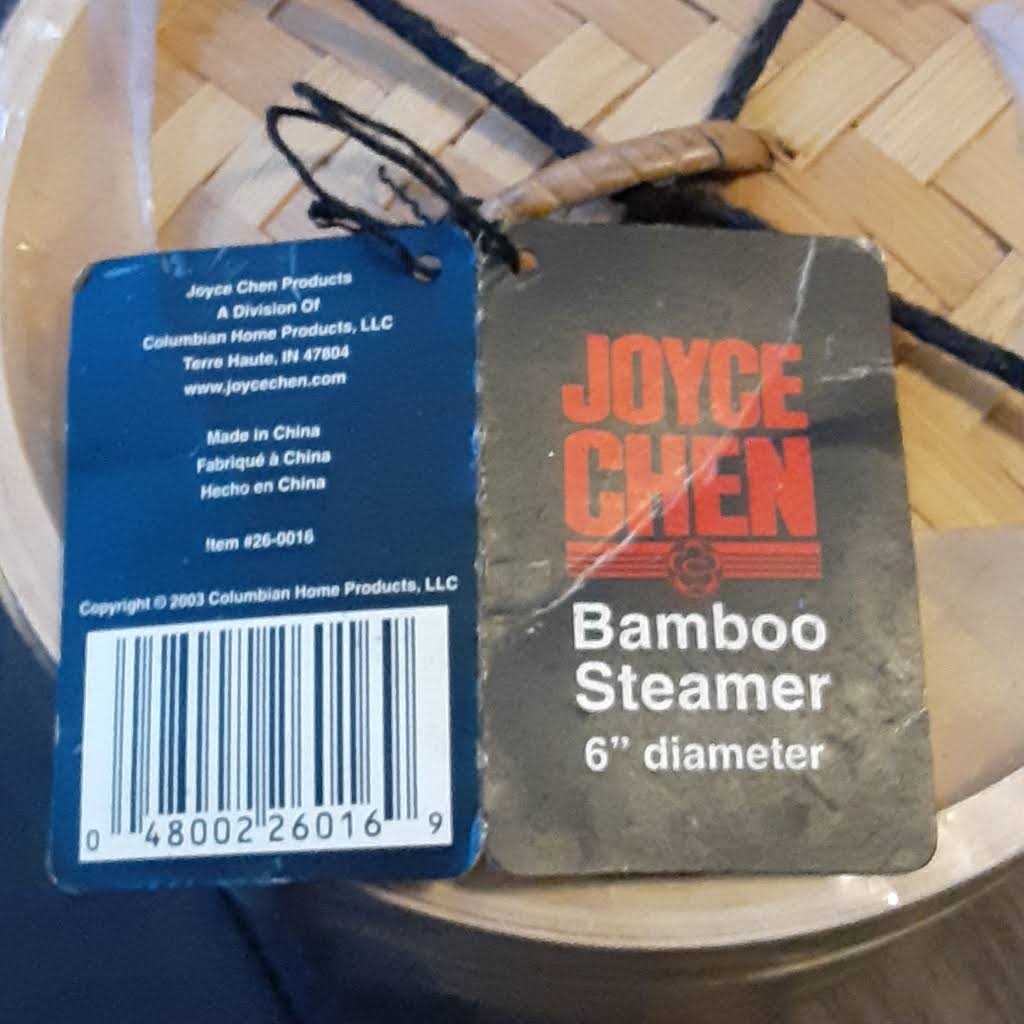 Joyce Chen Products
A Division Of
Columbian Home Products, LLC
Terre Haute, IN 47804
www.joycechen.com
Made in China
Fabriqué à China
Hecho en China
Item #26-0016
Copyright © 2003 Columbian Home Products, LLC
0 48002 26016 9
JOYCE
CHEN
Bamboo
Steamer
6” diameter